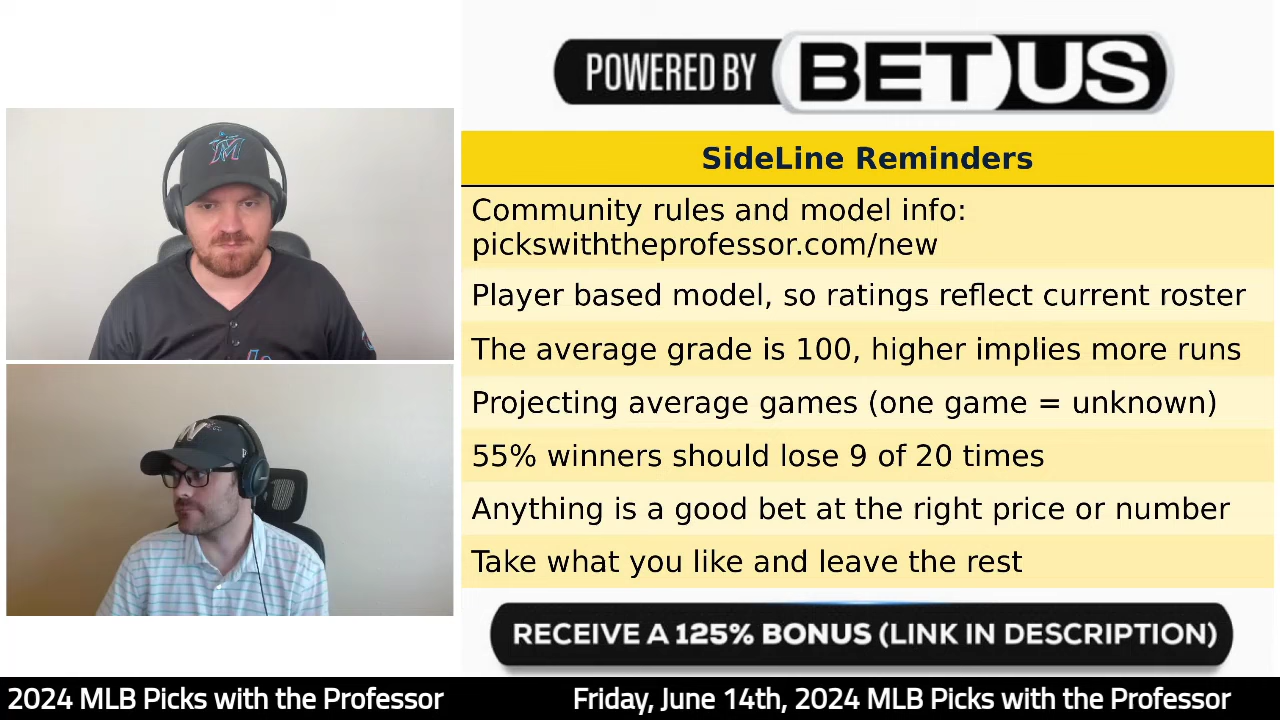 POWERED BY BETUS
SideLine Reminders
Community rules and model info:
pickswiththeprofessor.com/new
Player based model, so ratings reflect current roster
The average grade is 100, higher implies more runs
Projecting average games (one game = unknown)
55% winners should lose 9 of 20 times
Anything is a good bet at the right price or number
Take what you like and leave the rest
RECEIVE A 125% BONUS (LINK IN DESCRIPTION)
2024 MLB Picks with the Professor
Friday, June 14th, 2024 MLB Picks with the Professor